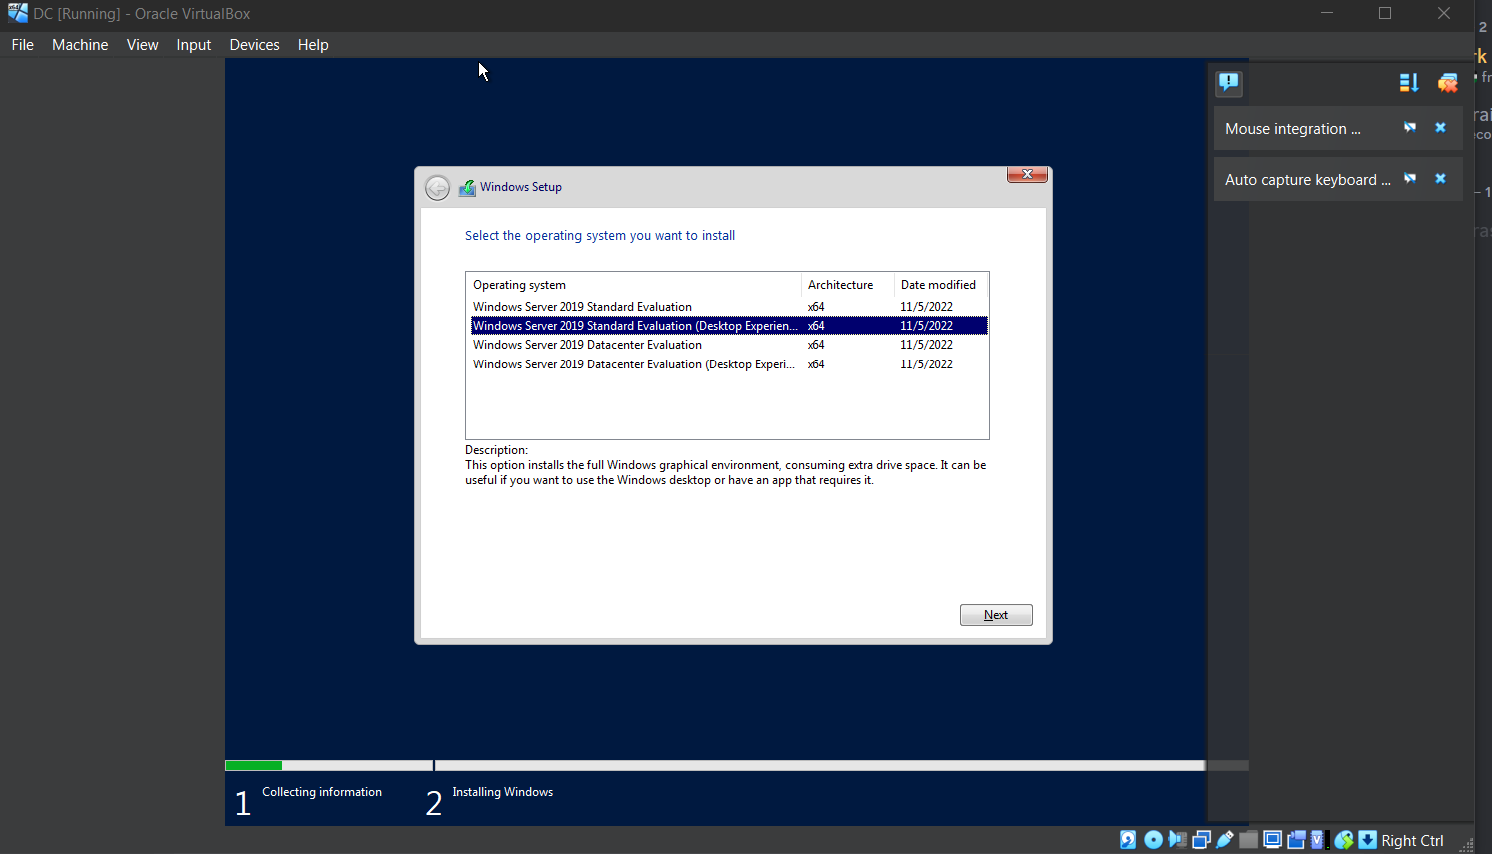 DC [Running] - Oracle VirtualBox
File Machine View Input Devices Help
Mouse integration ...
Auto capture keyboard ...
Windows Setup
Select the operating system you want to install
Operating system Architecture Date modified
Windows Server 2019 Standard Evaluation x64 11/5/2022
Windows Server 2019 Standard Evaluation (Desktop Experien... x64 11/5/2022
Windows Server 2019 Datacenter Evaluation x64 11/5/2022
Windows Server 2019 Datacenter Evaluation (Desktop Experi... x64 11/5/2022
Description:
This option installs the full Windows graphical environment, consuming extra drive space. It can be
useful if you want to use the Windows desktop or have an app that requires it.
Next
1 Collecting information 2 Installing Windows
Right Ctrl